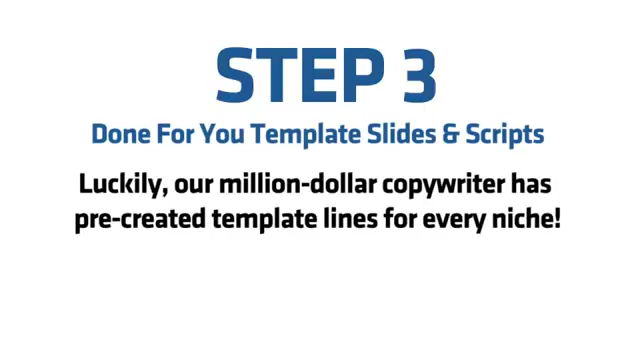 STEP 3
Done For You Template Slides & Scripts
Luckily, our million-dollar copywriter has
pre-created template lines for every niche!